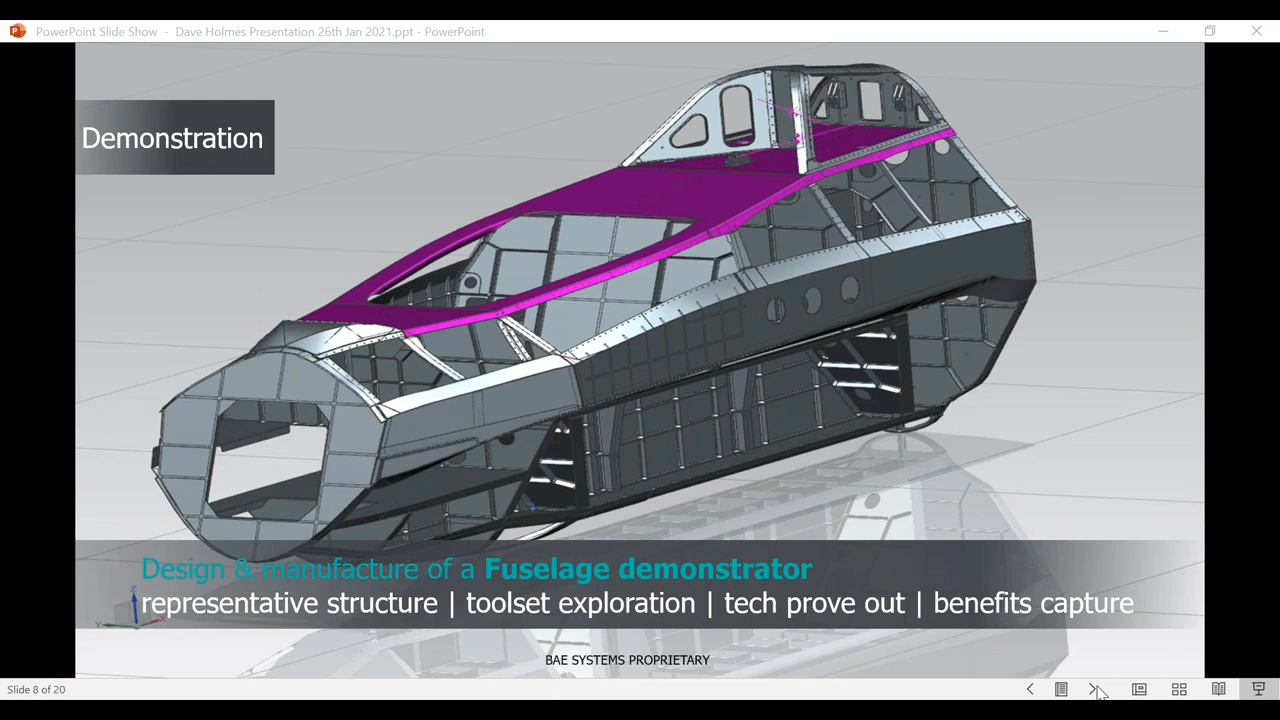 PowerPoint Slide Show - Dave Holmes Presentation 26th Jan 2021.ppt - PowerPoint
Demonstration
Design & manufacture of a Fuselage demonstrator
representative structure | toolset exploration | tech prove out | benefits capture
BAE SYSTEMS PROPRIETARY
Slide 8 of 20